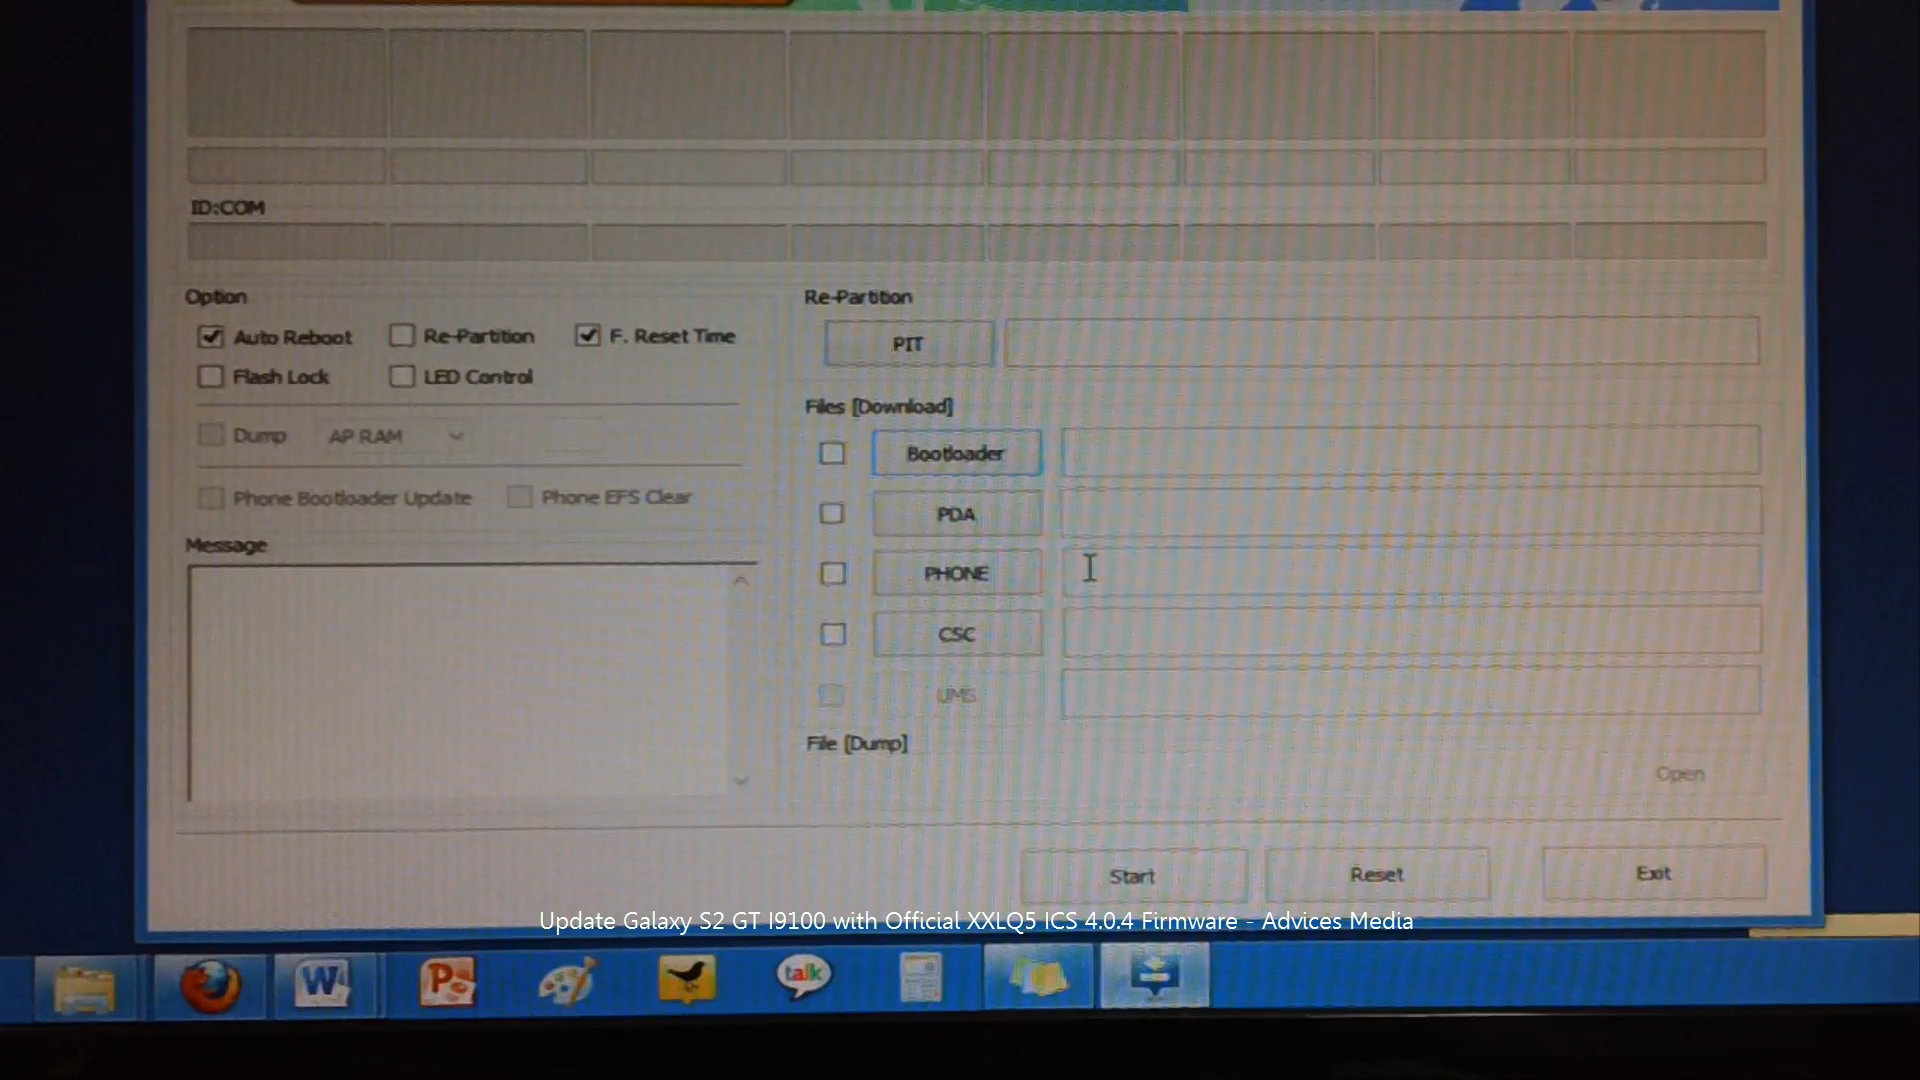 ID:COM
Option
Auto Reboot Re-Partition F. Reset Time
Flash Lock LED Control
Dump AP RAM
Phone Bootloader Update Phone EFS Clear
Message
Re-Partition
PIT
Files [Download]
Bootloader
PDA
PHONE
CSC
UMS
File [Dump]
Open
Start Reset Exit
Update Galaxy S2 GT I9100 with Official XXLQ5 ICS 4.0.4 Firmware - Advices Media
W P talk